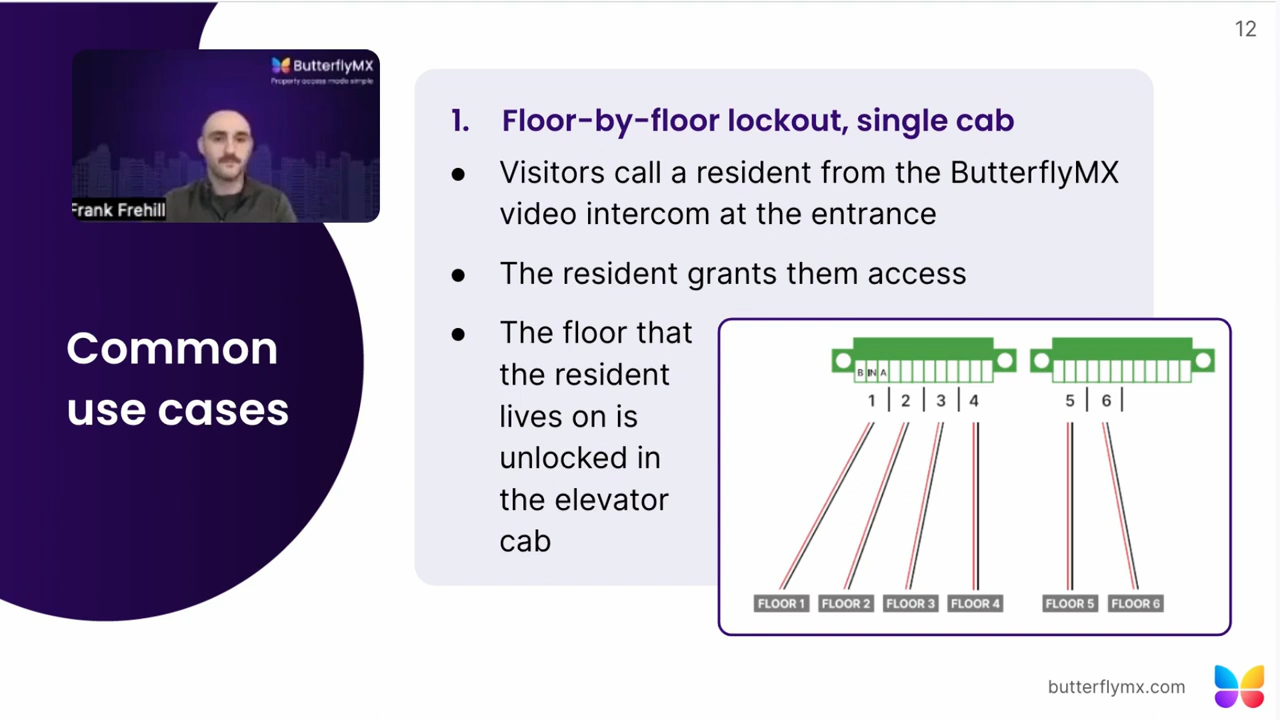 12
ButterflyMX
Property access made simple
Frank Frehill
Common
use cases
1. Floor-by-floor lockout, single cab
● Visitors call a resident from the ButterflyMX
video intercom at the entrance
● The resident grants them access
● The floor that
the resident
lives on is
unlocked in
the elevator
cab
B IN A
1 | 2 | 3 | 4
5 | 6 |
FLOOR 1 FLOOR 2 FLOOR 3 FLOOR 4
FLOOR 5 FLOOR 6
butterflymx.com